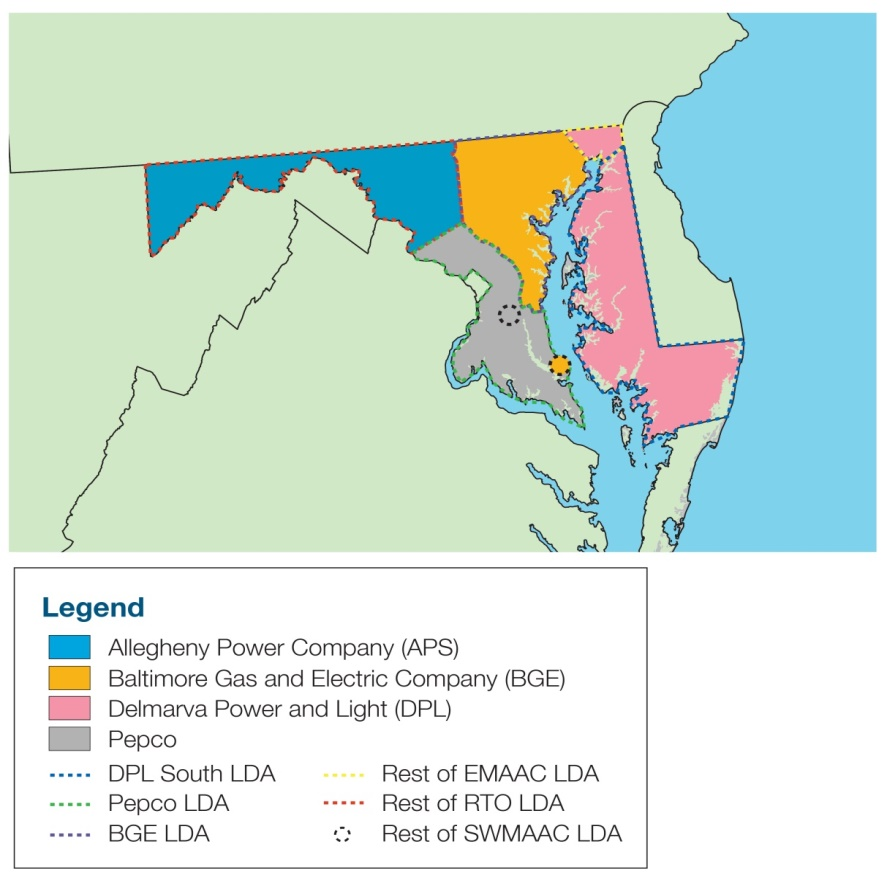 Legend
Allegheny Power Company (APS)
Baltimore Gas and Electric Company (BGE)
Delmarva Power and Light (DPL)
Pepco
DPL South LDA
Pepco LDA
BGE LDA
Rest of EMAAC LDA
Rest of RTO LDA
Rest of SWMAAC LDA